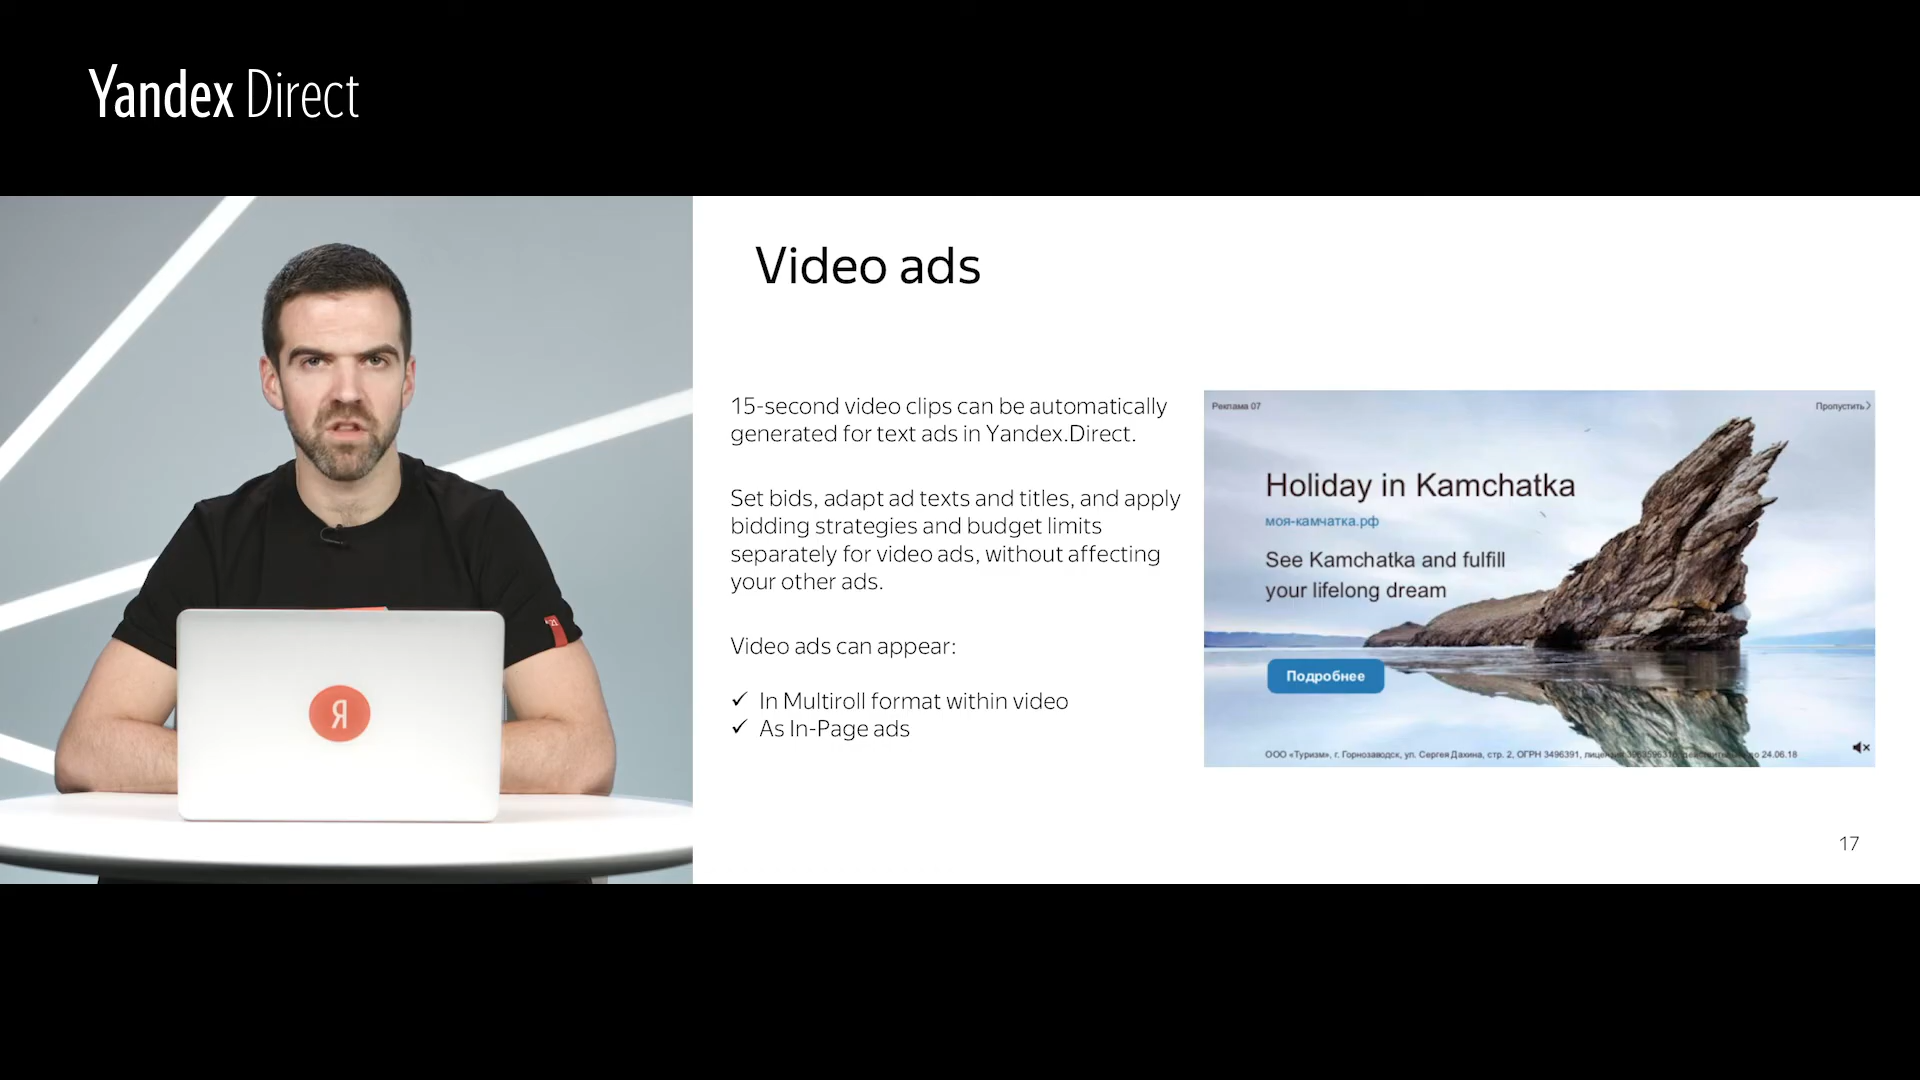 Yandex Direct
Video ads
15-second video clips can be automatically
generated for text ads in Yandex.Direct.
Set bids, adapt ad texts and titles, and apply
bidding strategies and budget limits
separately for video ads, without affecting
your other ads.
Video ads can appear:
✓ In Multiroll format within video
✓ As In-Page ads
Реклама 07
Пропустить
Holiday in Kamchatka
моя-камчатка.рф
See Kamchatka and fulfill
your lifelong dream
Подробнее
ООО «Туризм», г. Горнозаводск, ул. Сергея Дахина, стр. 2, ОГРН 3496391, до 24.06.18
Я
17